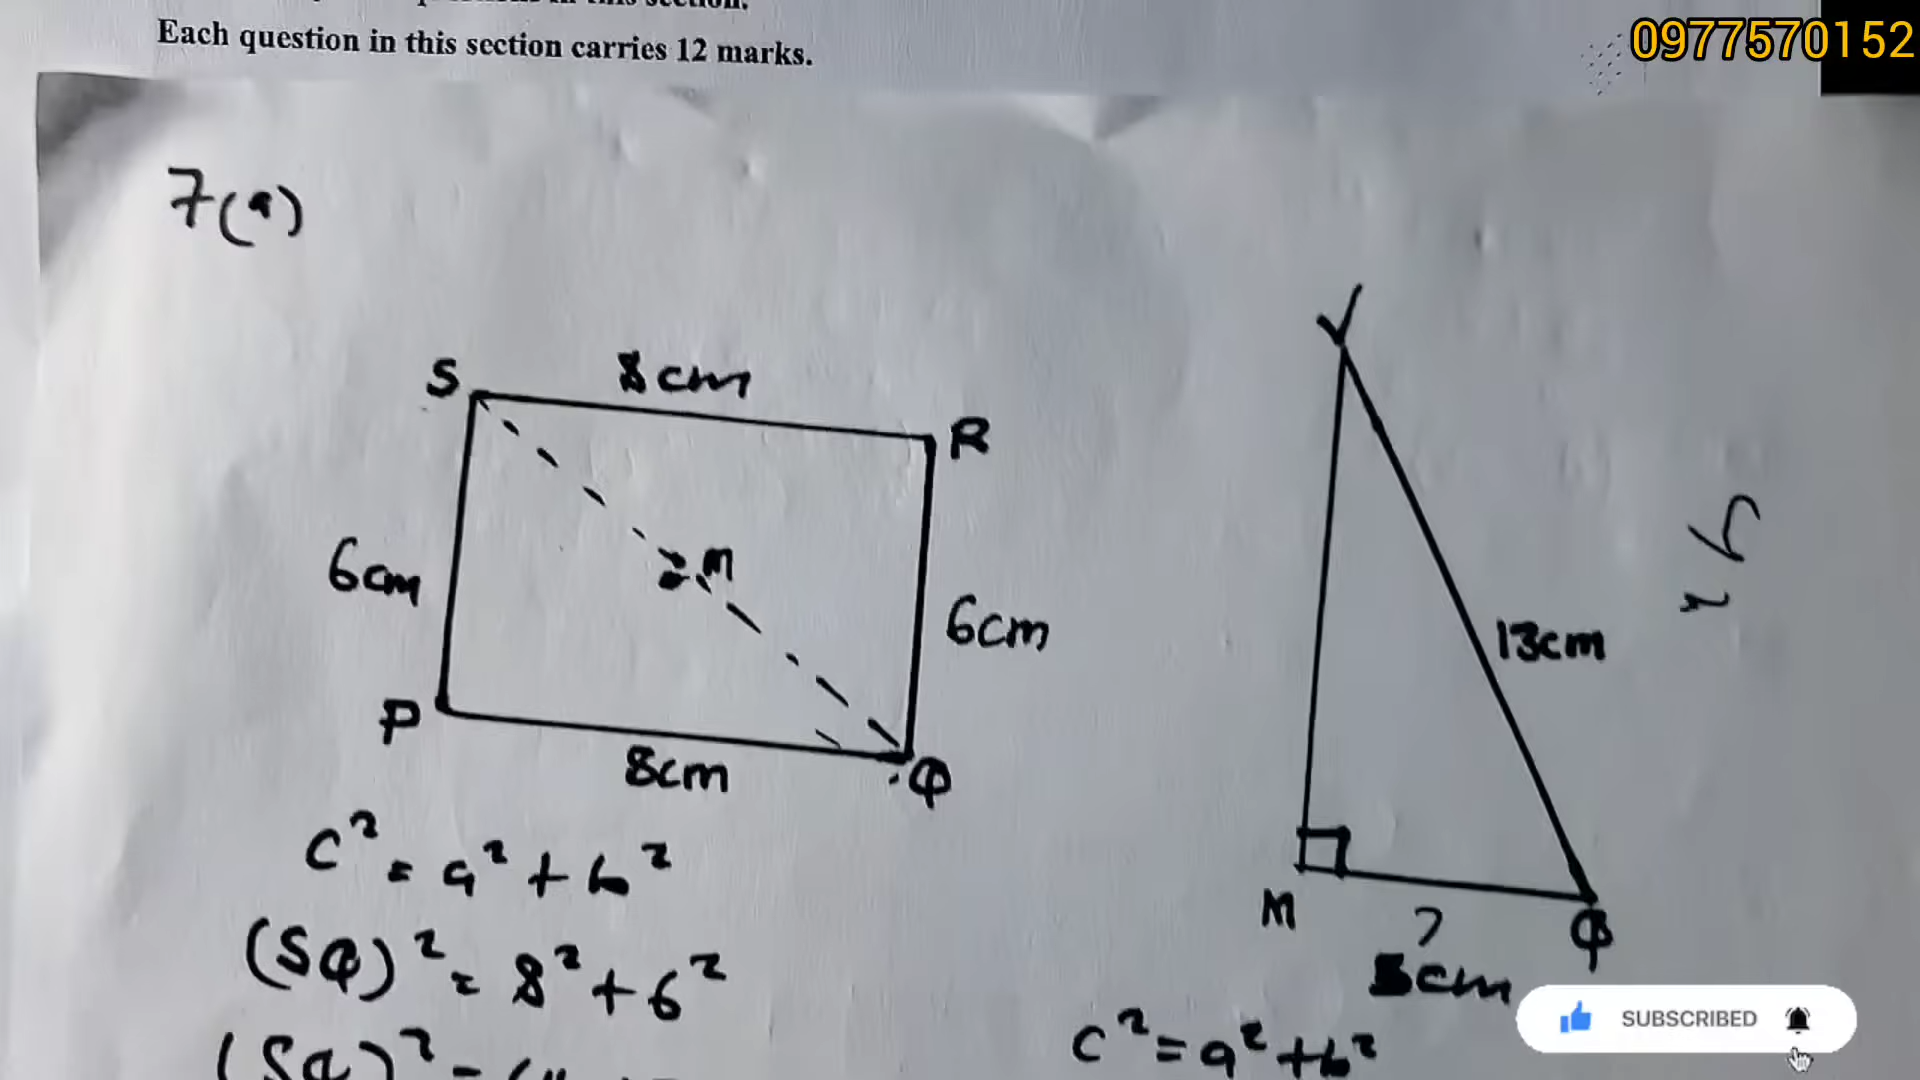 Each question in this section carries 12 marks.
0977570152
7(a)
S
8cm
R
6cm
M
6cm
P
8cm
Q
V
13cm
M
Q
5cm
c² = a² + b²
(SQ)² = 8² + 6²
c² = a² + b²
SUBSCRIBED